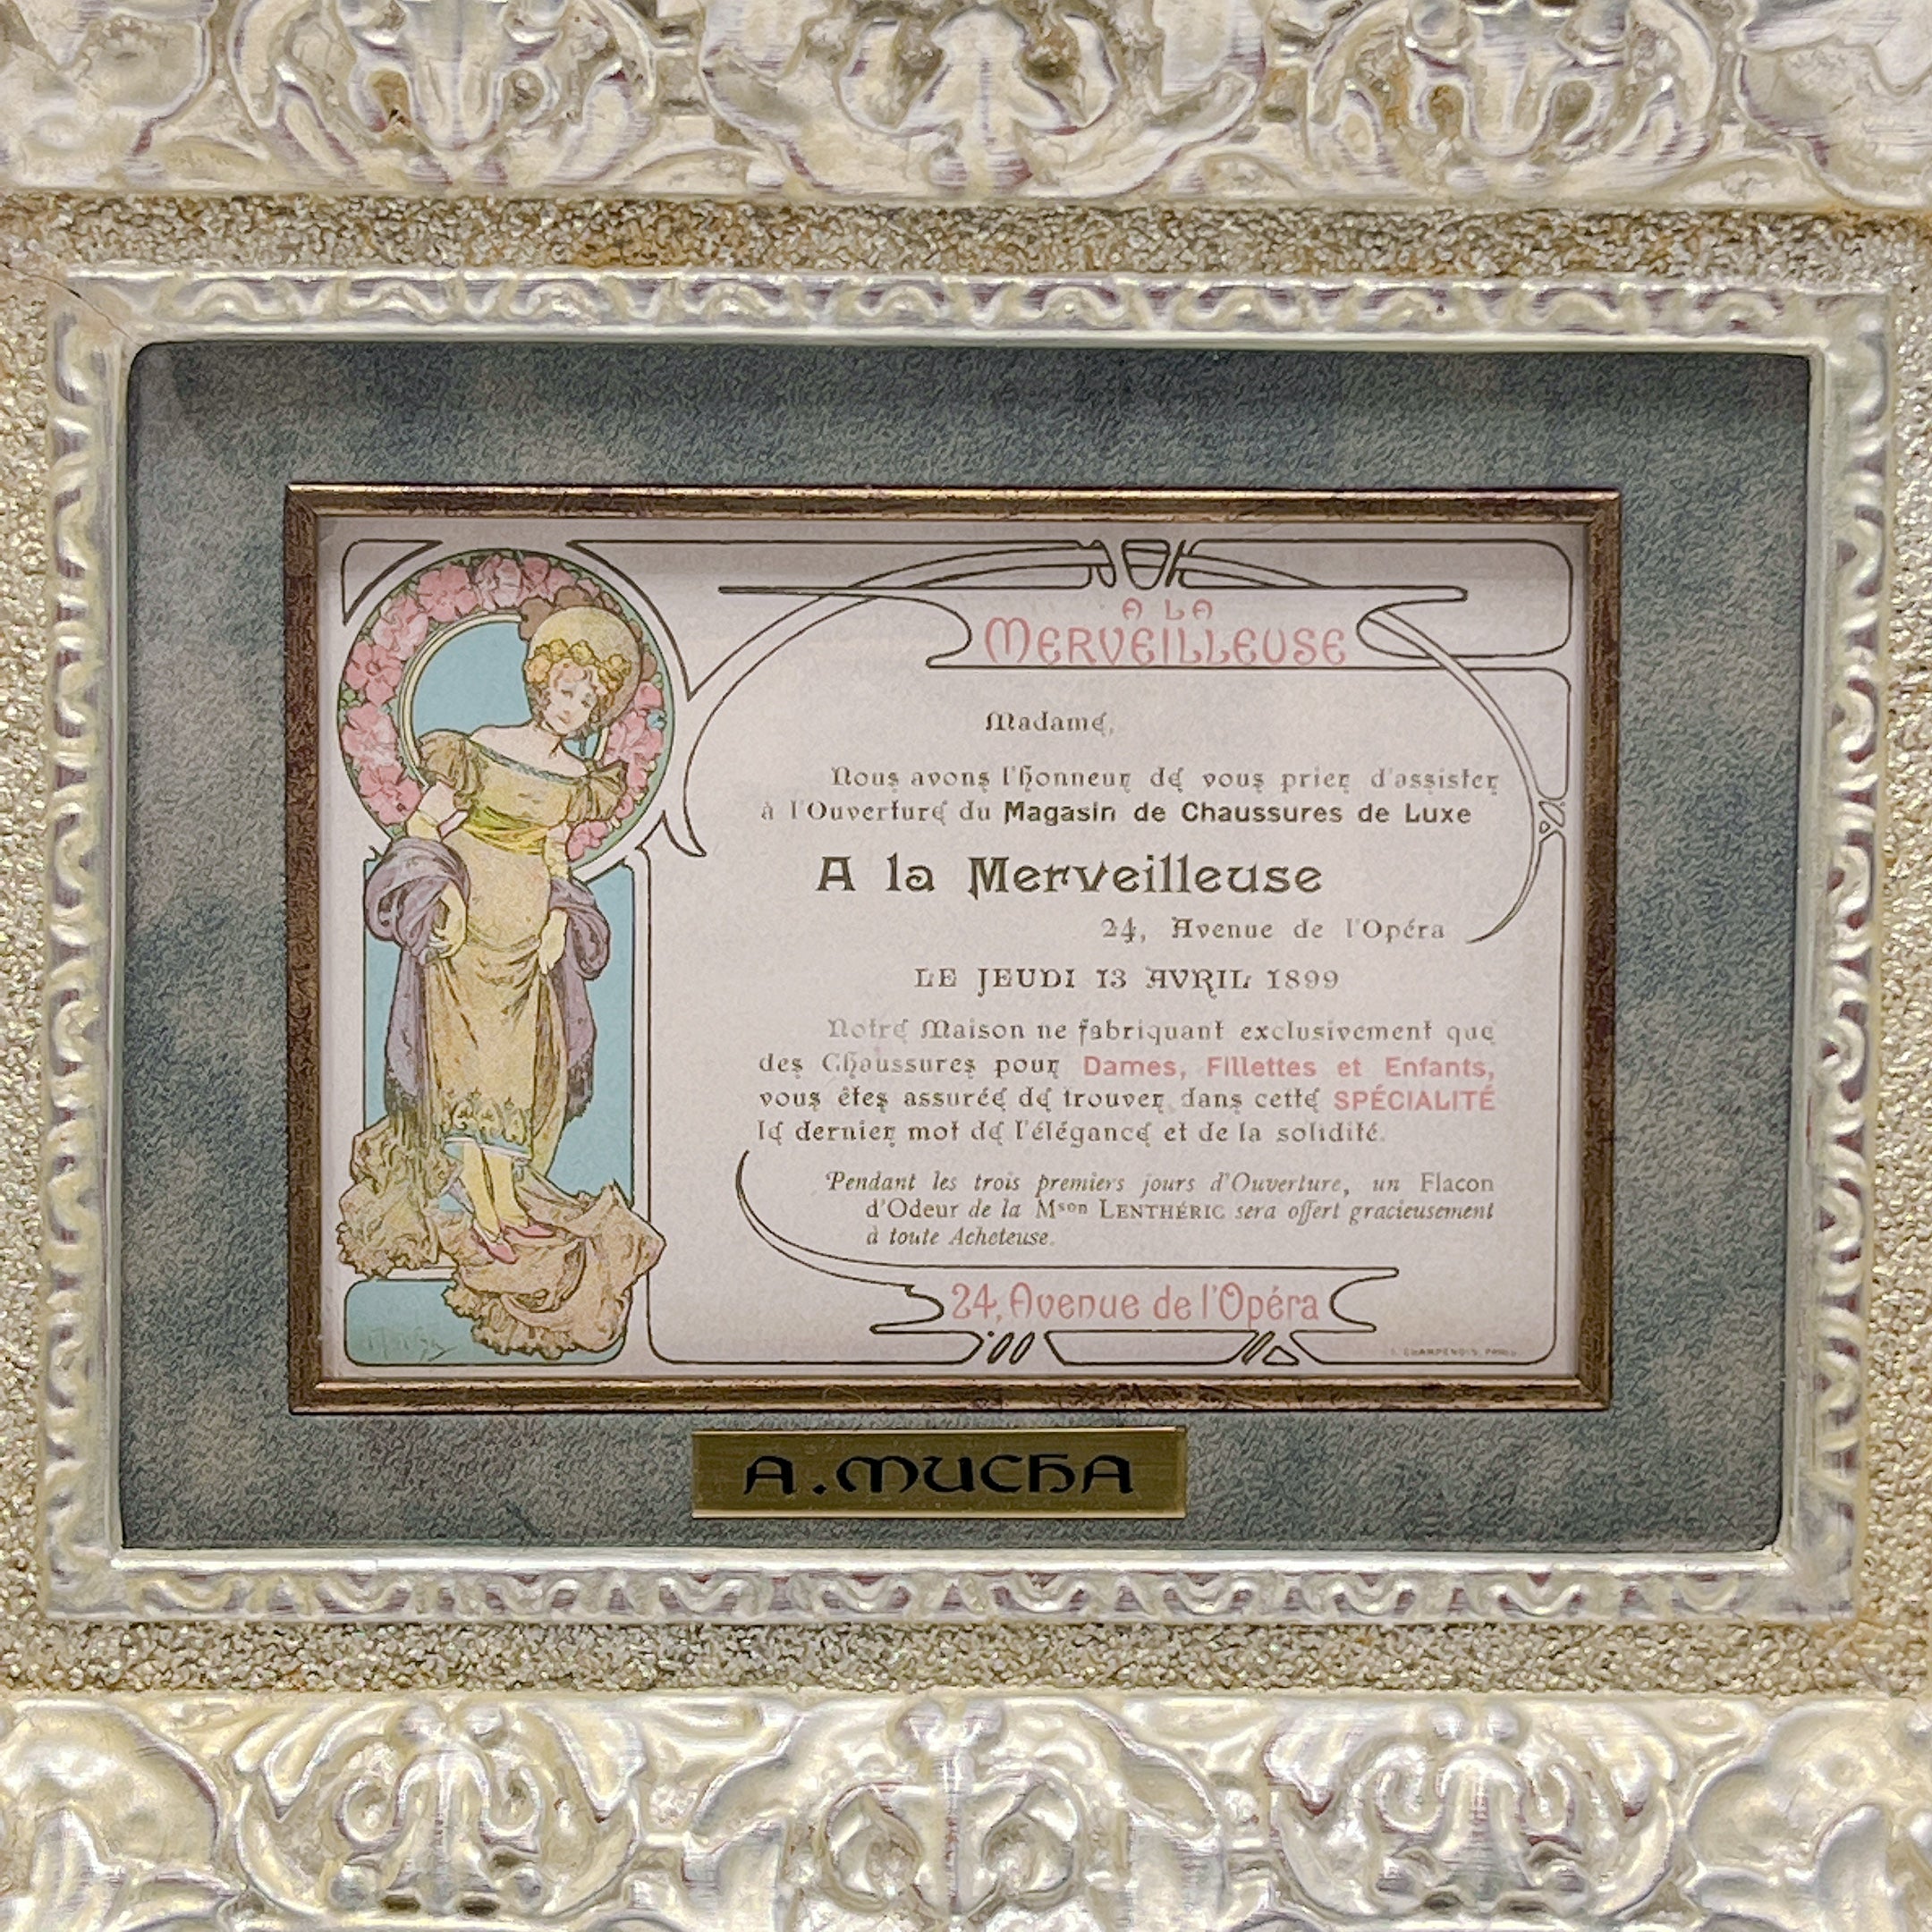 A LA
MERVEILLEUSE
Madame,
Nous avons l'honneur de vous prier d'assister
à l'Ouverture du Magasin de Chaussures de Luxe
A la Merveilleuse
24, Avenue de l'Opéra
LE JEUDI 13 AVRIL 1899
Notre Maison ne fabriquant exclusivement que
des Chaussures pour Dames, Fillettes et Enfants,
vous êtes assurée de trouver dans cette SPÉCIALITÉ
le dernier mot de l'élégance et de la solidité.
Pendant les trois premiers jours d'Ouverture, un Flacon
d'Odeur de la Mson LENTHÉRIC sera offert gracieusement
à toute Acheteuse.
24, Avenue de l'Opéra
Mucha
CHAMPENOIS, PARIS
A.MUCHA